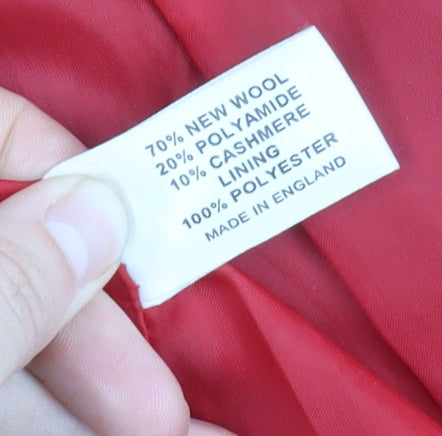 70% NEW WOOL
20% POLYAMIDE
10% CASHMERE
LINING
100% POLYESTER
MADE IN ENGLAND